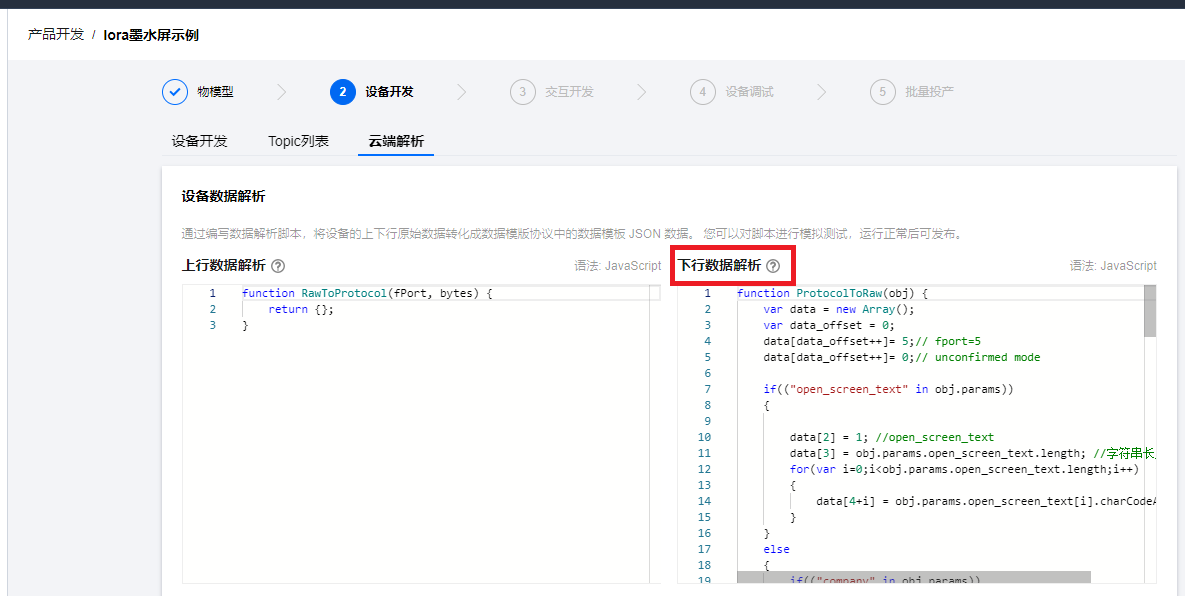 产品开发 / lora墨水屏示例
物模型 2 设备开发 3 交互开发 4 设备调试 5 批量投产
设备开发 Topic列表 云端解析
设备数据解析
通过编写数据解析脚本，将设备的上下行原始数据转化成数据模版协议中的数据模板 JSON 数据。 您可以对脚本进行模拟测试，运行正常后可发布。
上行数据解析 ? 语法: JavaScript
1 function RawToProtocol(fPort, bytes) {
2 return {};
3 }
下行数据解析 ? 语法: JavaScript
1 function ProtocolToRaw(obj) {
2 var data = new Array();
3 var data_offset = 0;
4 data[data_offset++]= 5;// fport=5
5 data[data_offset++]= 0;// unconfirmed mode
6
7 if(("open_screen_text" in obj.params))
8 {
9
10 data[2] = 1; //open_screen_text
11 data[3] = obj.params.open_screen_text.length; //字符串长
12 for(var i=0;i<obj.params.open_screen_text.length;i++)
13 {
14 data[4+i] = obj.params.open_screen_text[i].charCodeA
15 }
16 }
17 else
18 {
19 if(("company" in obj.params))